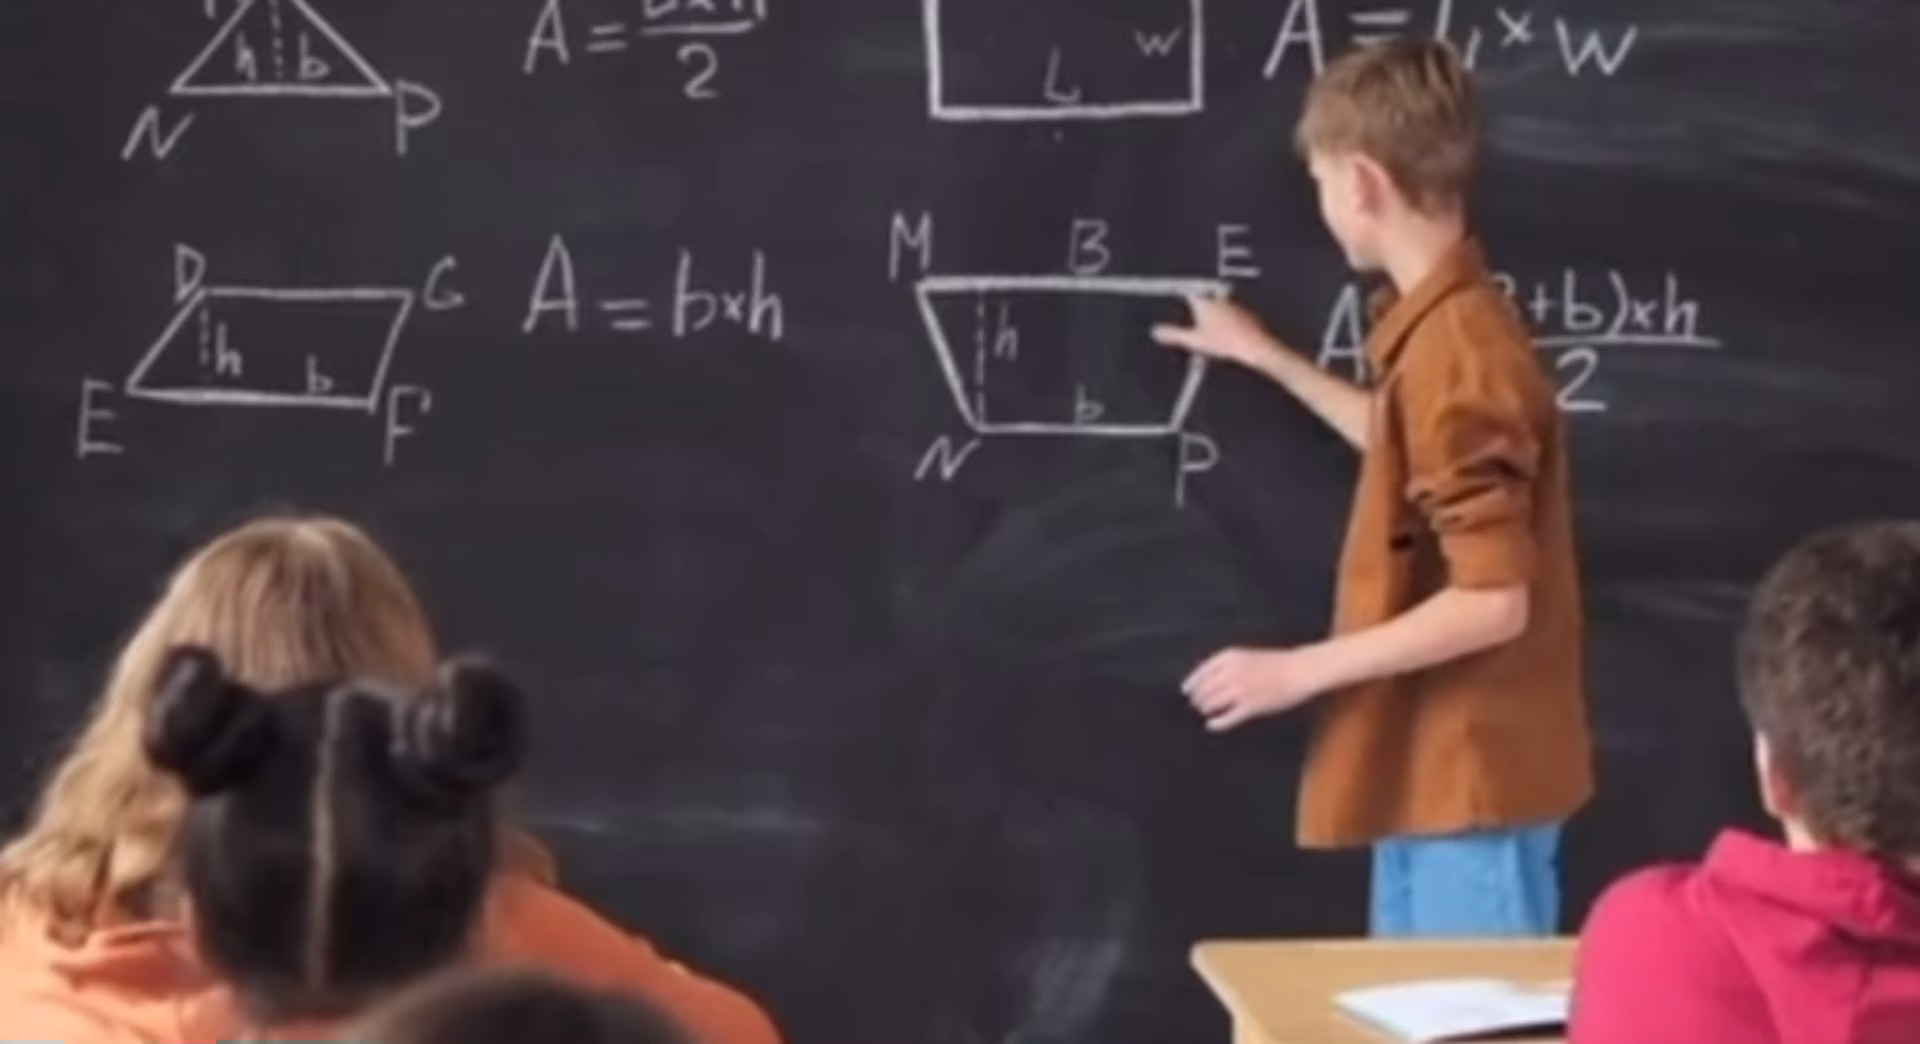 h b
A = b×h / 2
N P
L w
A = L × w
D G
h b
E F
A = b×h
M B E
h
b
N P
A +b)×h
2